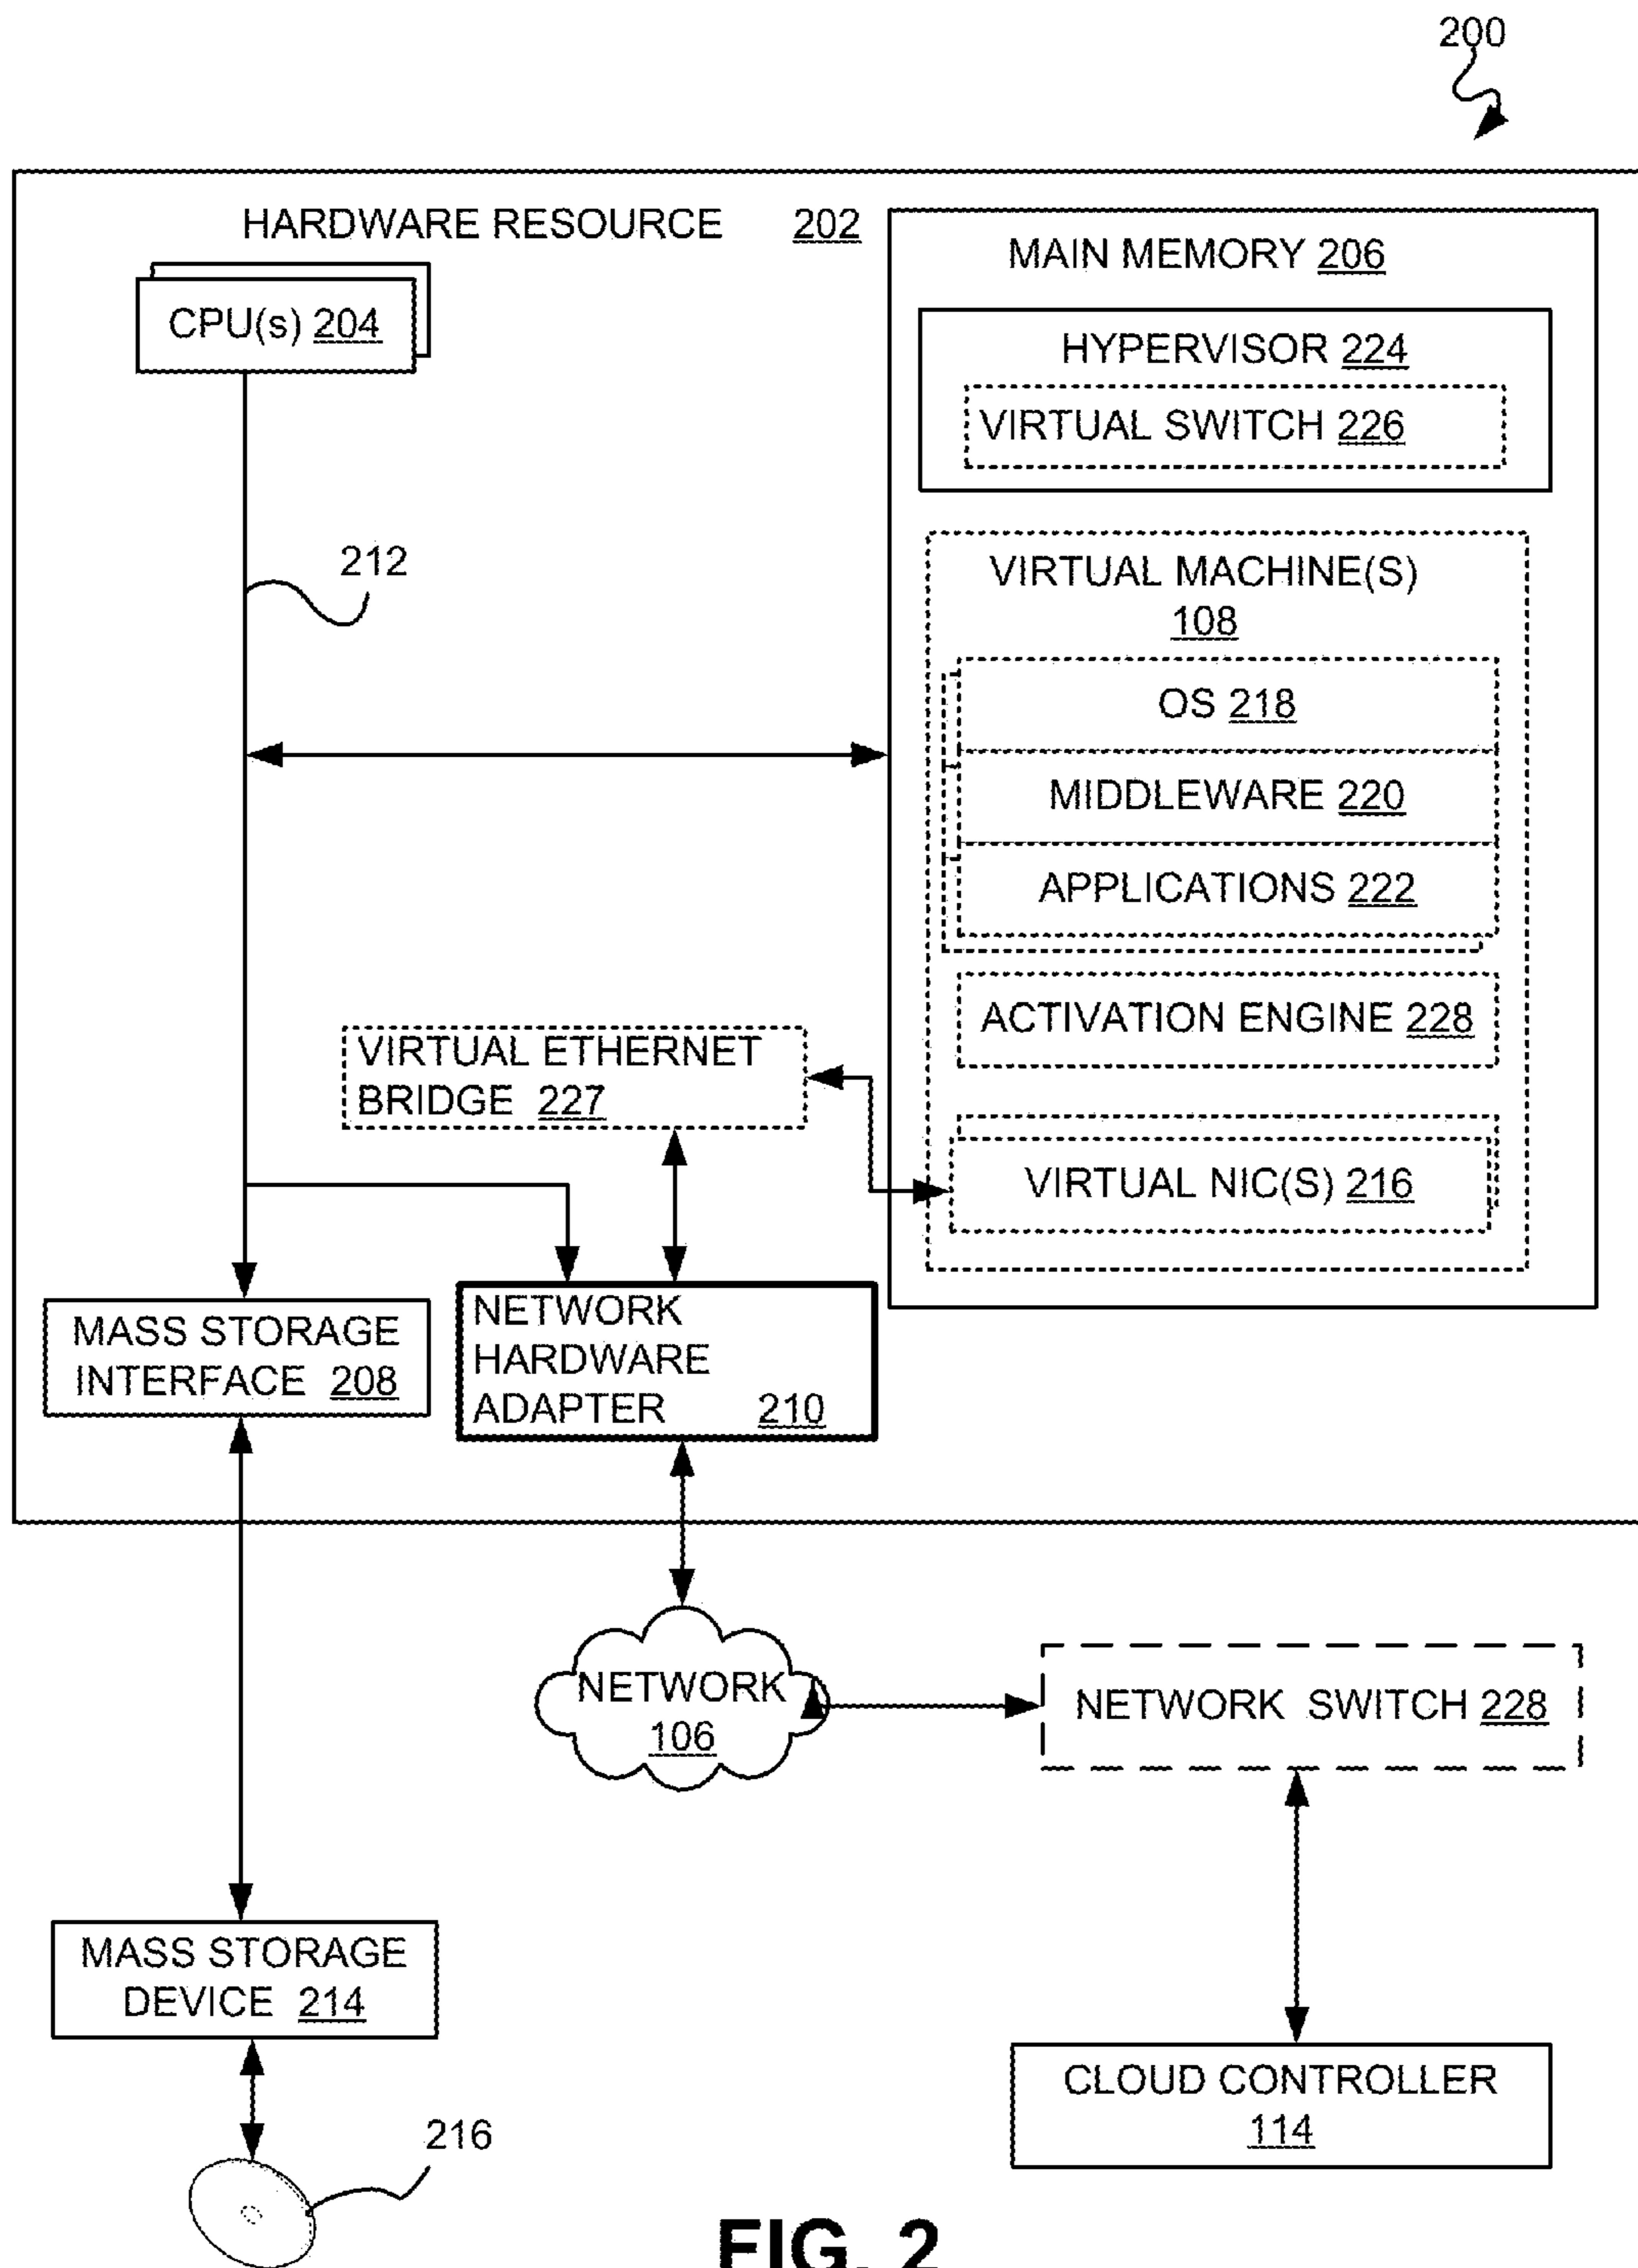 200
HARDWARE RESOURCE 202
MAIN MEMORY 206
CPU(s) 204
HYPERVISOR 224
VIRTUAL SWITCH 226
212
VIRTUAL MACHINE(S)
108
OS 218
MIDDLEWARE 220
APPLICATIONS 222
ACTIVATION ENGINE 228
VIRTUAL ETHERNET
BRIDGE 227
VIRTUAL NIC(S) 216
MASS STORAGE
INTERFACE 208
NETWORK
HARDWARE
ADAPTER 210
NETWORK
106
NETWORK SWITCH 228
MASS STORAGE
DEVICE 214
CLOUD CONTROLLER
114
216
FIG. 2